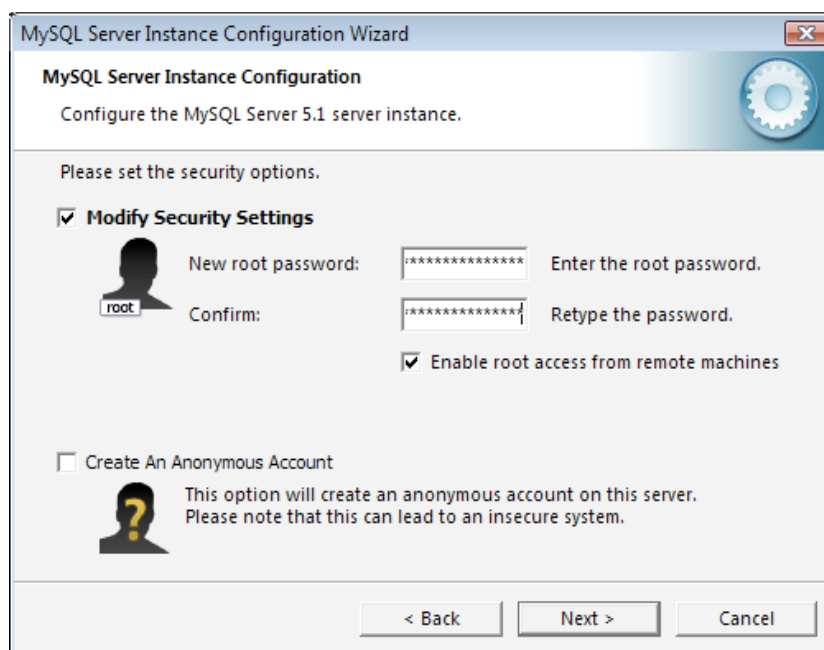 MySQL Server Instance Configuration Wizard
MySQL Server Instance Configuration
Configure the MySQL Server 5.1 server instance.
Please set the security options.
Modify Security Settings
root
New root password: ************** Enter the root password.
Confirm: ************** Retype the password.
Enable root access from remote machines
Create An Anonymous Account
?
This option will create an anonymous account on this server.
Please note that this can lead to an insecure system.
< Back Next > Cancel